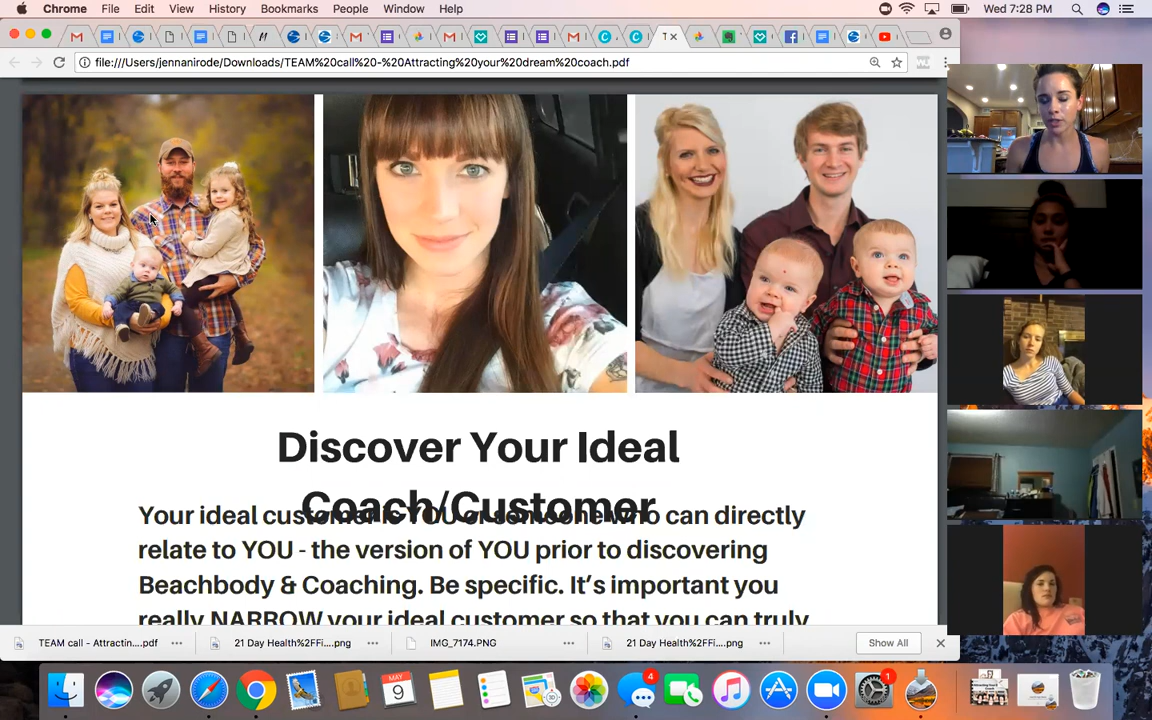 Chrome File Edit View History Bookmarks People Window Help Wed 7:28 PM
T
file:///Users/jennanirode/Downloads/TEAM%20call%20-%20Attracting%20your%20dream%20coach.pdf
Discover Your Ideal
Coach/Customer
Your ideal customer is YOU or someone who can directly
relate to YOU - the version of YOU prior to discovering
Beachbody & Coaching. Be specific. It’s important you
really NARROW your ideal customer so that you can truly
TEAM call - Attractin....pdf 21 Day Health%2FFi....png IMG_7174.PNG 21 Day Health%2FFi....png Show All
4
1
MAY
9